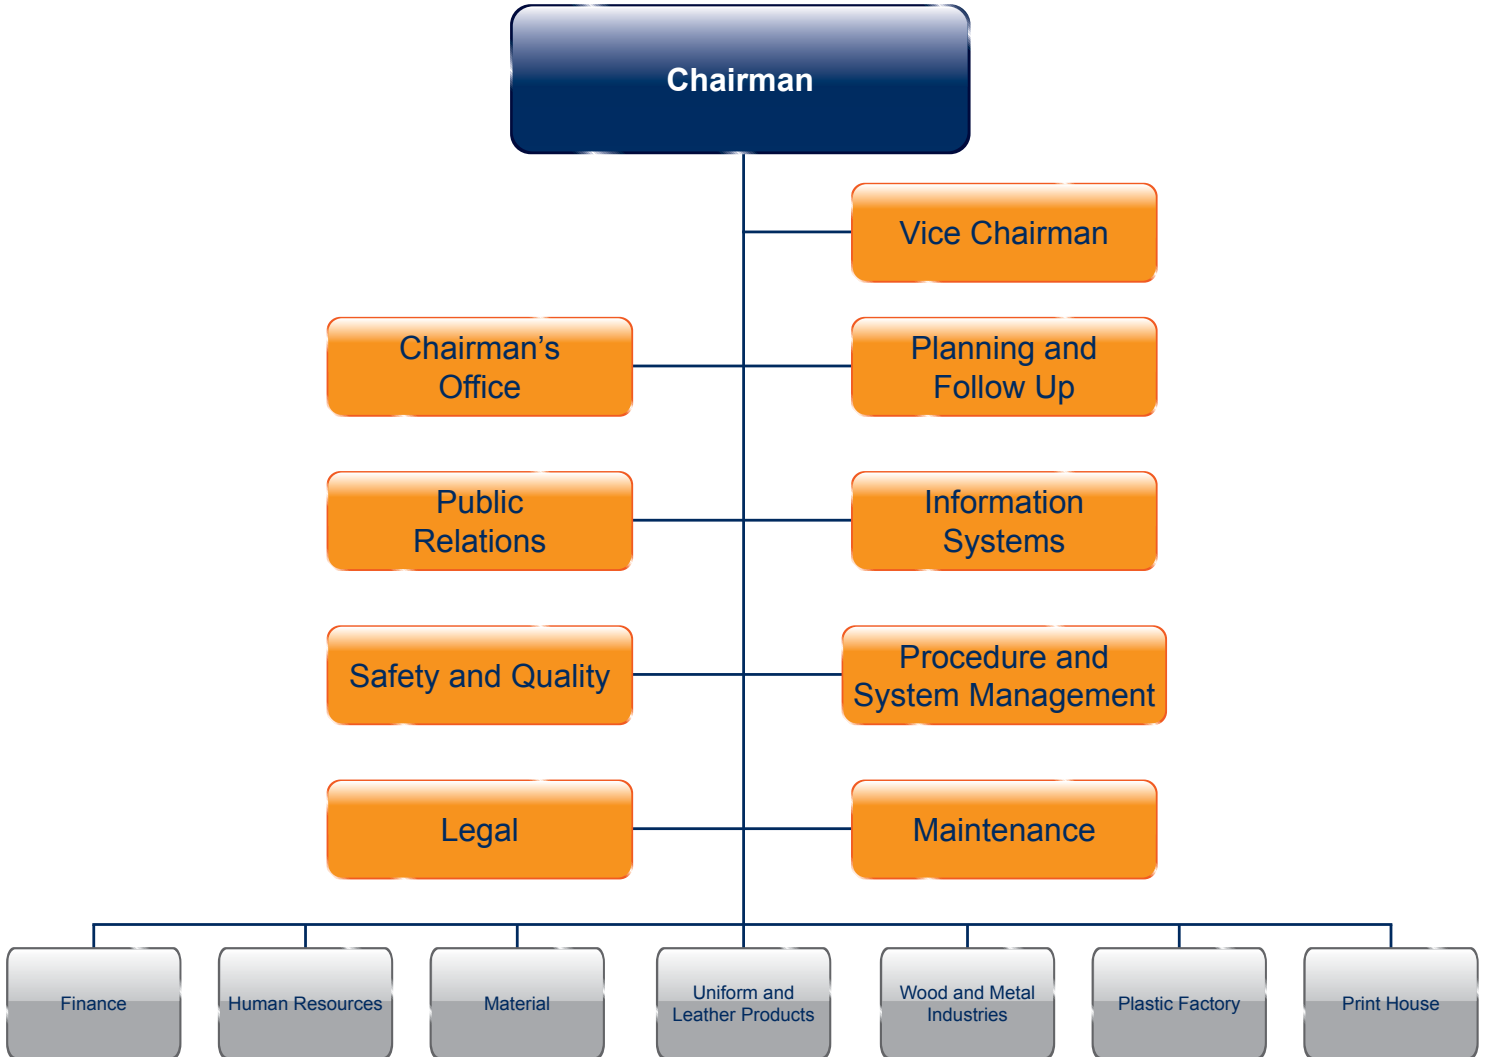 Chairman
Vice Chairman
Chairman’s
Office
Planning and
Follow Up
Public
Relations
Information
Systems
Safety and Quality
Procedure and
System Management
Legal
Maintenance
Finance
Human Resources
Material
Uniform and
Leather Products
Wood and Metal
Industries
Plastic Factory
Print House